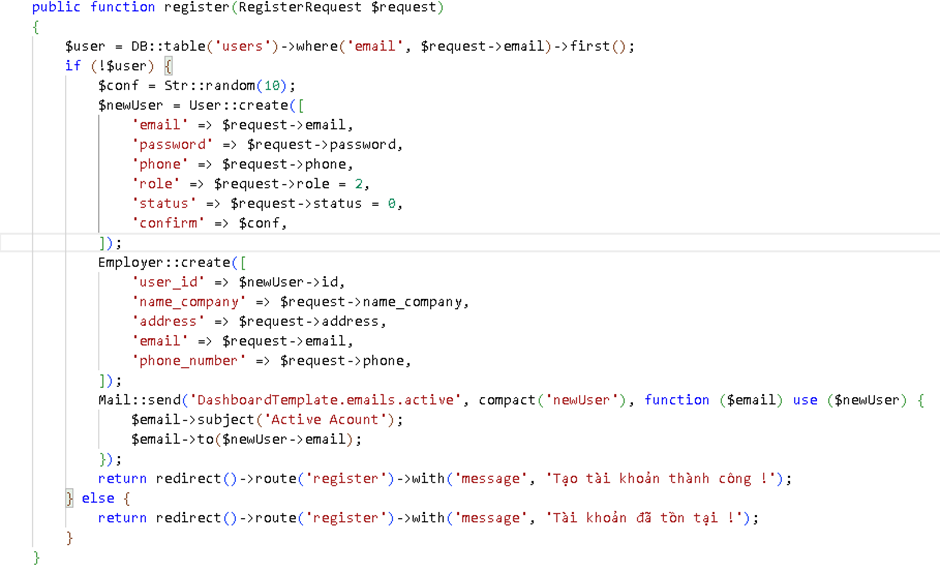 public function register(RegisterRequest $request)
{
    $user = DB::table('users')->where('email', $request->email)->first();
    if (!$user) {
        $conf = Str::random(10);
        $newUser = User::create([
            'email' => $request->email,
            'password' => $request->password,
            'phone' => $request->phone,
            'role' => $request->role = 2,
            'status' => $request->status = 0,
            'confirm' => $conf,
        ]);
        Employer::create([
            'user_id' => $newUser->id,
            'name_company' => $request->name_company,
            'address' => $request->address,
            'email' => $request->email,
            'phone_number' => $request->phone,
        ]);
        Mail::send('DashboardTemplate.emails.active', compact('newUser'), function ($email) use ($newUser) {
            $email->subject('Active Acount');
            $email->to($newUser->email);
        });
        return redirect()->route('register')->with('message', 'Tạo tài khoản thành công !');
    } else {
        return redirect()->route('register')->with('message', 'Tài khoản đã tồn tại !');
    }
}